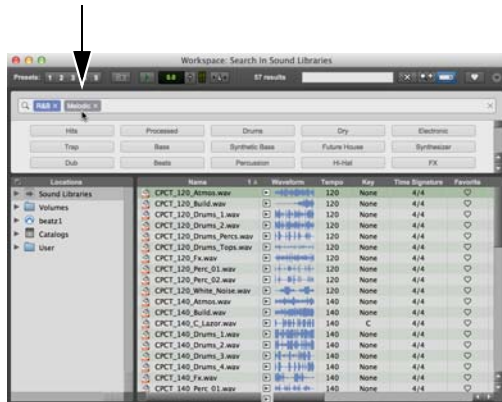 Workspace: Search in Sound Libraries
Presets: 1 2 3 5 0.0 57 results
R&B × Melodic ×
Hits Processed Drums Dry Electronic
Trap Bass Synthetic Bass Future House Synthesizer
Dub Beats Percussion Hi-Hat FX
Locations Name 1 Waveform Tempo Key Time Signature Favorite
Sound Libraries
Volumes
beatz1
Catalogs
User
CPCT_120_Atmos.wav 120 None 4/4
CPCT_120_Build.wav 120 None 4/4
CPCT_120_Drums_1.wav 120 None 4/4
CPCT_120_Drums_2.wav 120 None 4/4
CPCT_120_Drums_Percs.wav 120 None 4/4
CPCT_120_Drums_Tops.wav 120 None 4/4
CPCT_120_Fx.wav 120 None 4/4
CPCT_120_Perc_01.wav 120 None 4/4
CPCT_120_Perc_02.wav 120 None 4/4
CPCT_120_White_Noise.wav 120 None 4/4
CPCT_140_Atmos.wav 140 None 4/4
CPCT_140_Build.wav 140 None 4/4
CPCT_140_C_Lazor.wav 140 C 4/4
CPCT_140_Drums_1.wav 140 None 4/4
CPCT_140_Drums_2.wav 140 None 4/4
CPCT_140_Drums_3.wav 140 None 4/4
CPCT_140_Drums_4.wav 140 None 4/4
CPCT_140_Fx.wav 140 None 4/4
CPCT_140_Perc_01.wav 140 None 4/4